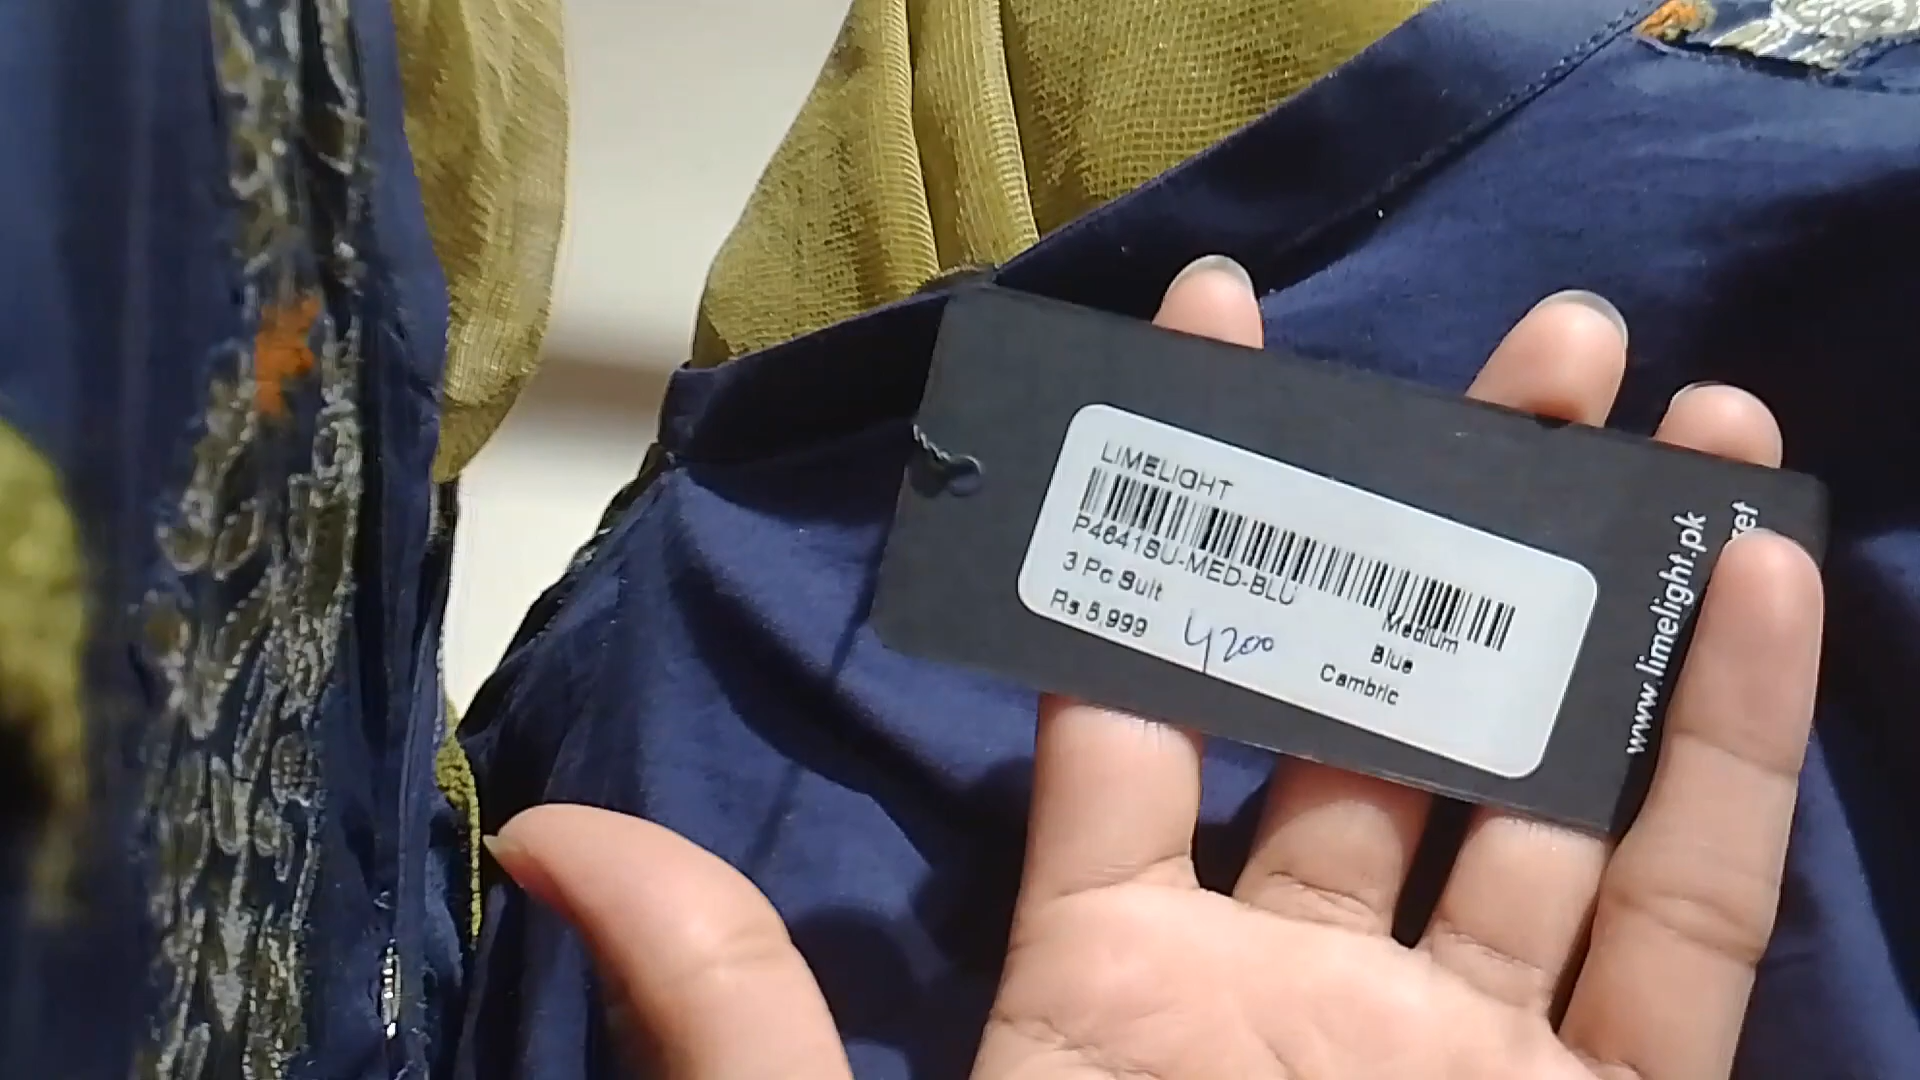 LIMELIGHT
P4641SU-MED-BLU
3 Pc Suit
Medium
Rs.5,999
4200
Blue
Cambric
www.limelight.pk